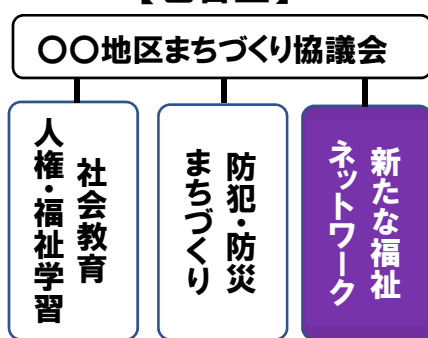 〇〇地区まちづくり協議会
社会教育
人権・福祉学習
防犯・防災
まちづくり
新たな福祉
ネットワーク